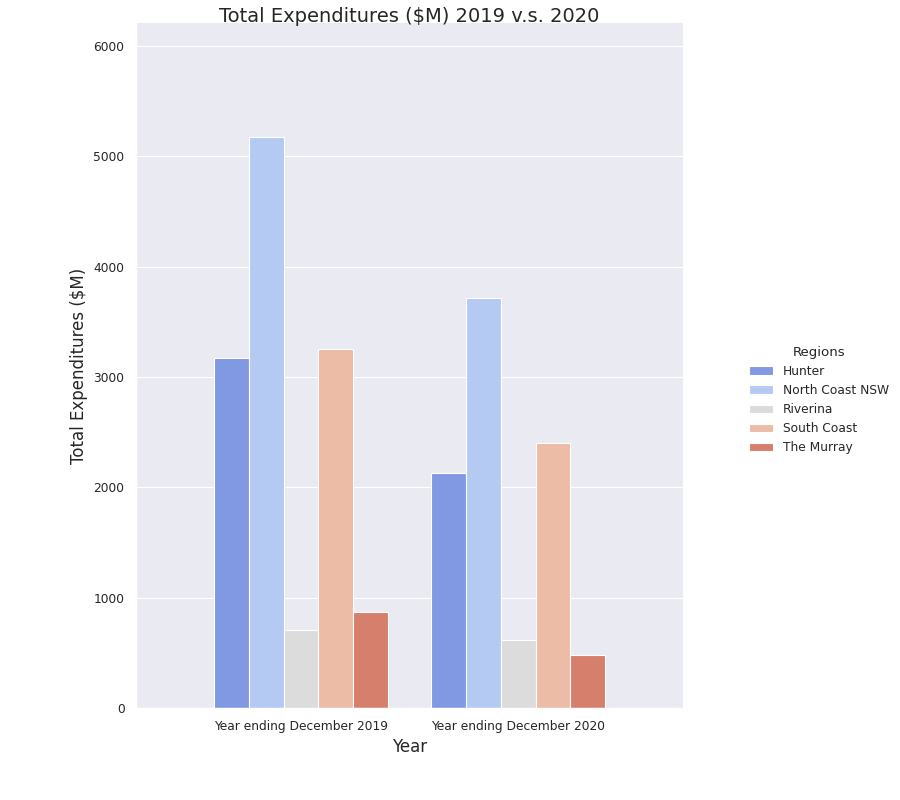 Total Expenditures ($M) 2019 v.s. 2020
6000
5000
4000
3000
2000
1000
0
Total Expenditures ($M)
Year ending December 2019
Year ending December 2020
Year
Regions
Hunter
North Coast NSW
Riverina
South Coast
The Murray